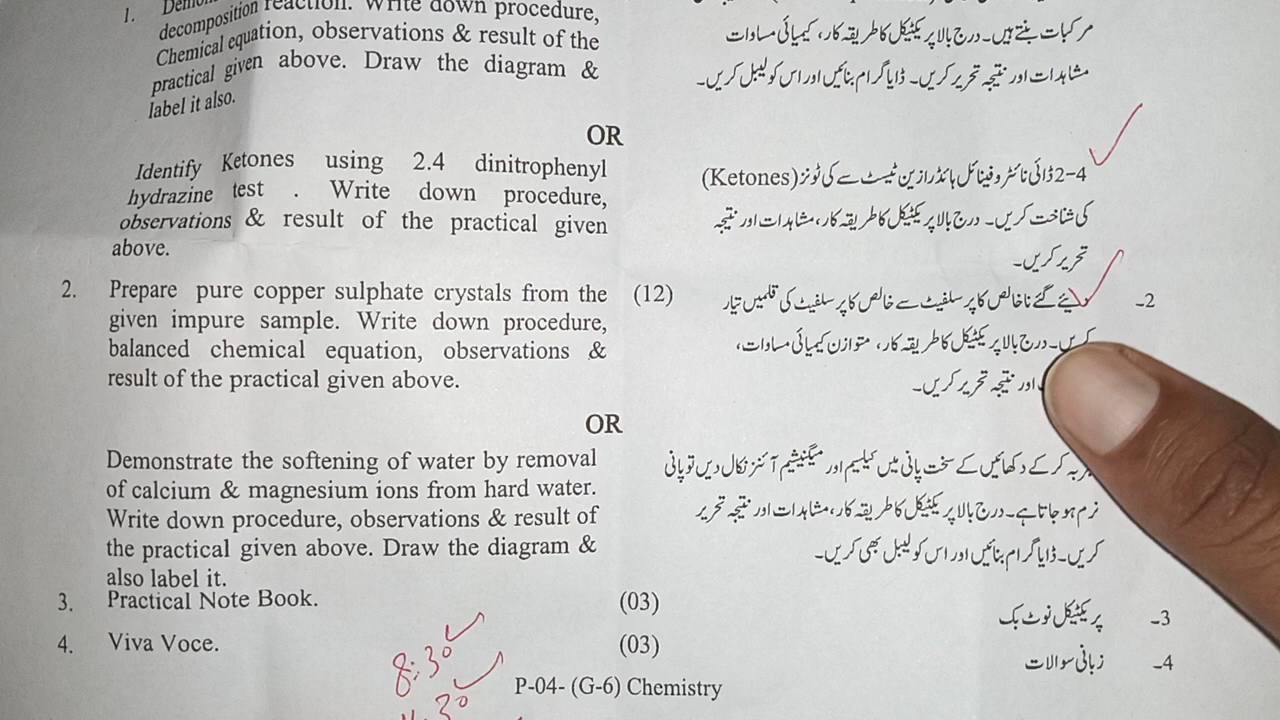 1.
decomposition reaction. Write down procedure,
Chemical equation, observations & result of the
practical given above. Draw the diagram &
label it also.
مرکبات بنتے ہیں۔ درج بالا پریکٹیکل کا طریقہ کار، کیمیائی مساوات
مشاہدات اور نتیجہ تحریر کریں۔ ڈایا گرام بنائیں اور اس کو لیبل کریں۔
OR
Identify Ketones using 2.4 dinitrophenyl
hydrazine test . Write down procedure,
observations & result of the practical given
above.
2-4 ڈائی نائٹرو فینائل ہائڈرازین ٹیسٹ سے کی ٹونز (Ketones)
کی شناخت کریں۔ درج بالا پریکٹیکل کا طریقہ کار، مشاہدات اور نتیجہ
تحریر کریں۔
2. Prepare pure copper sulphate crystals from the (12)
given impure sample. Write down procedure,
balanced chemical equation, observations &
result of the practical given above.
2- گئے ناخالص کاپر سلفیٹ سے خالص کاپر سلفیٹ کی قلمیں تیار
کریں۔ درج بالا پریکٹیکل کا طریقہ کار، متوازن کیمیائی مساوات،
اور نتیجہ تحریر کریں۔
OR
Demonstrate the softening of water by removal
of calcium & magnesium ions from hard water.
Write down procedure, observations & result of
the practical given above. Draw the diagram &
also label it.
کر کے دکھائیں کے سخت پانی میں کیلسیم اور میگنیشیم آئنز نکال دیں تو پانی
نرم ہو جاتا ہے۔ درج بالا پریکٹیکل کا طریقہ کار، مشاہدات اور نتیجہ تحریر
کریں۔ ڈایا گرام بنائیں اور اس کو لیبل بھی کریں۔
3. Practical Note Book. (03)
3- پریکٹیکل نوٹ بک
4. Viva Voce. (03)
4- زبانی سوالات
8:30
P-04- (G-6) Chemistry